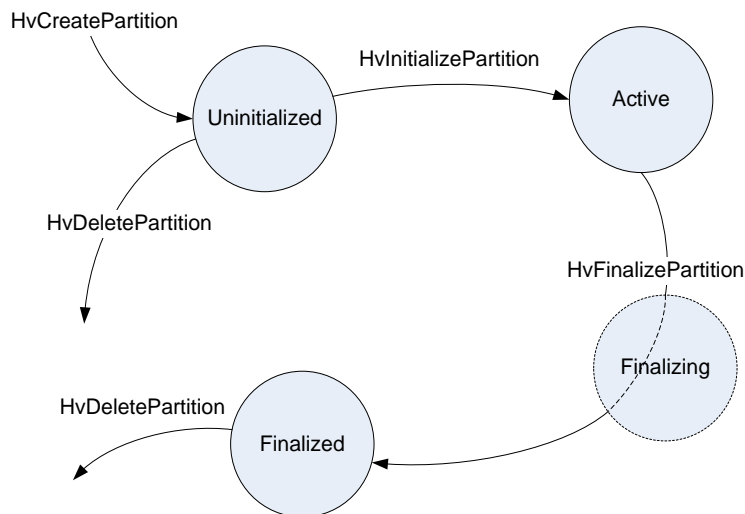 HvCreatePartition
HvInitializePartition
Uninitialized
Active
HvDeletePartition
HvFinalizePartition
Finalizing
HvDeletePartition
Finalized